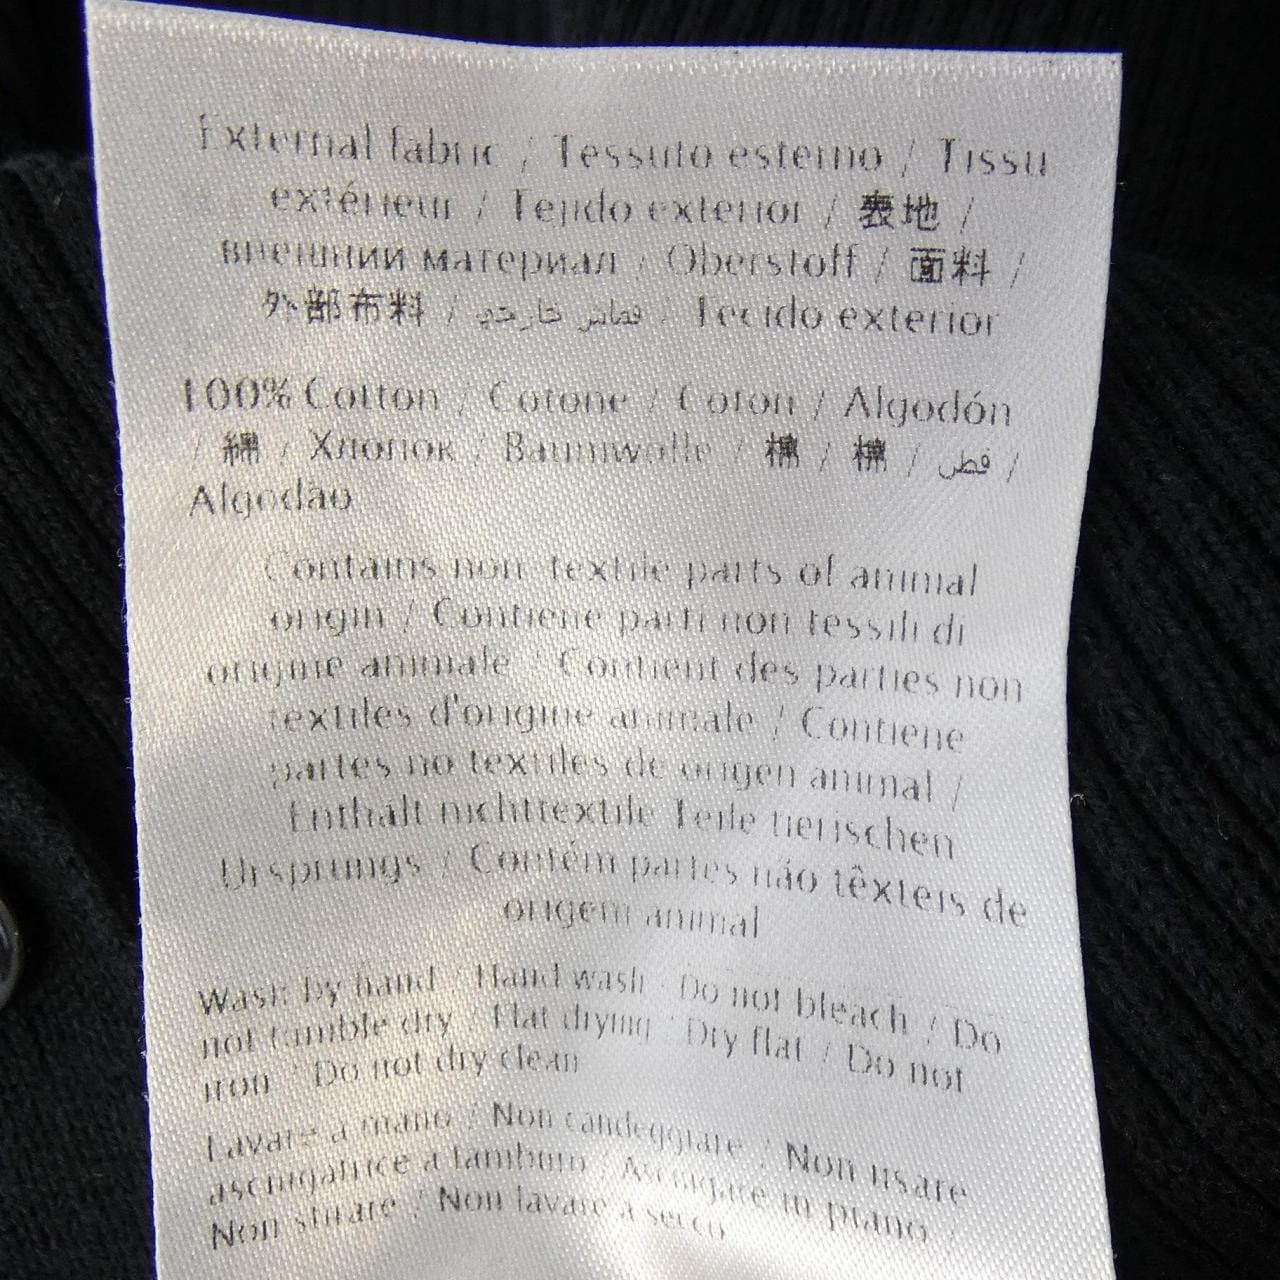 External fabric / Tessuto esterno / Tissu
extérieur / Tejido exterior / 表地 /
внешний материал / Oberstoff / 面料 /
外部布料 / قماش خارجي / Tecido exterior
100% Cotton / Cotone / Coton / Algodón
/ 綿 / Хлопок / Baumwolle / 棉 / 棉 / قطن /
Algodão
Contains non-textile parts of animal
origin / Contiene parti non tessili di
origine animale / Contient des parties non
textiles d'origine animale / Contiene
partes no textiles de origen animal /
Enthält nichttextile Teile tierischen
Ursprungs / Contém partes não têxteis de
origem animal
Wash by hand / Hand wash / Do not bleach / Do
not tumble dry / Flat drying / Dry flat / Do not
iron / Do not dry clean
Lavare a mano / Non candeggiare / Non usare
asciugatrice a tamburo / Asciugare in piano /
Non stirare / Non lavare a secco